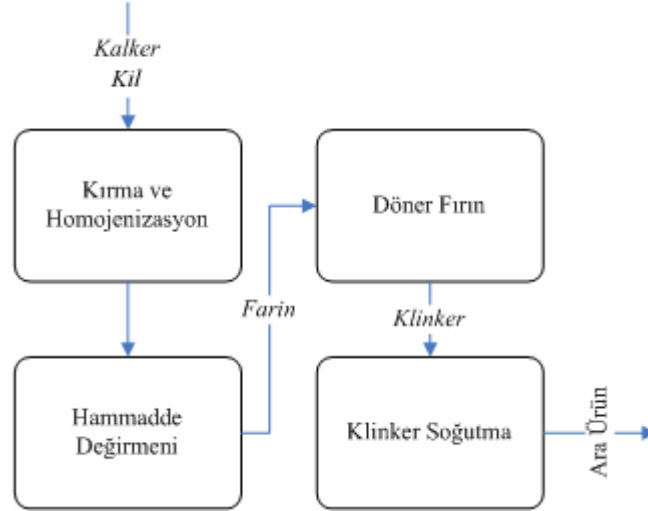 Kalker
Kil
Kırma ve
Homojenizasyon
Hammadde
Değirmeni
Farin
Döner Fırın
Klinker
Klinker Soğutma
Ara Ürün